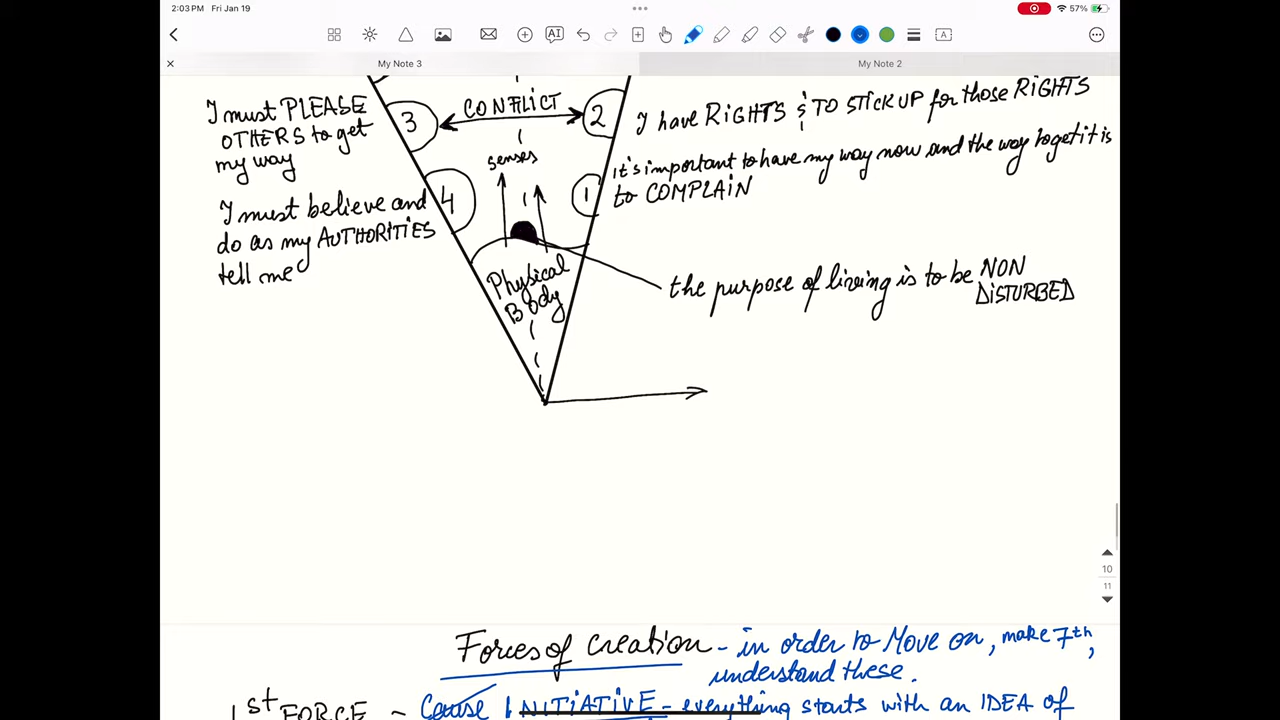 2:03 PM Fri Jan 19
57%
My Note 3
My Note 2
I must PLEASE
OTHERS to get
my way
3
CONFLICT
2
I have RIGHTS & TO STICK UP for those RIGHTS
it's important to have my way now and the way to get it is
to COMPLAIN
senses
1
4
I must believe and
do as my AUTHORITIES
tell me
Physical
Body
the purpose of living is to be NON
DISTURBED
10
11
Forces of Creation - in order to Move on, make 7th,
understand these.
1st FORCE ~ Cause INITIATIVE - everything starts with an IDEA of